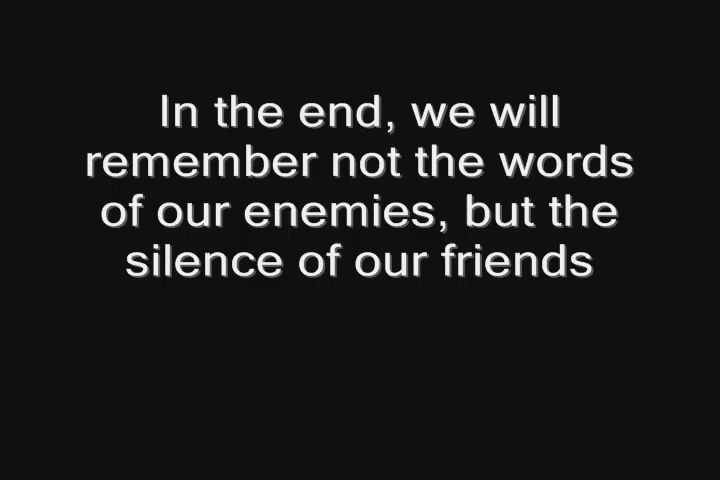 In the end, we will
remember not the words
of our enemies, but the
silence of our friends